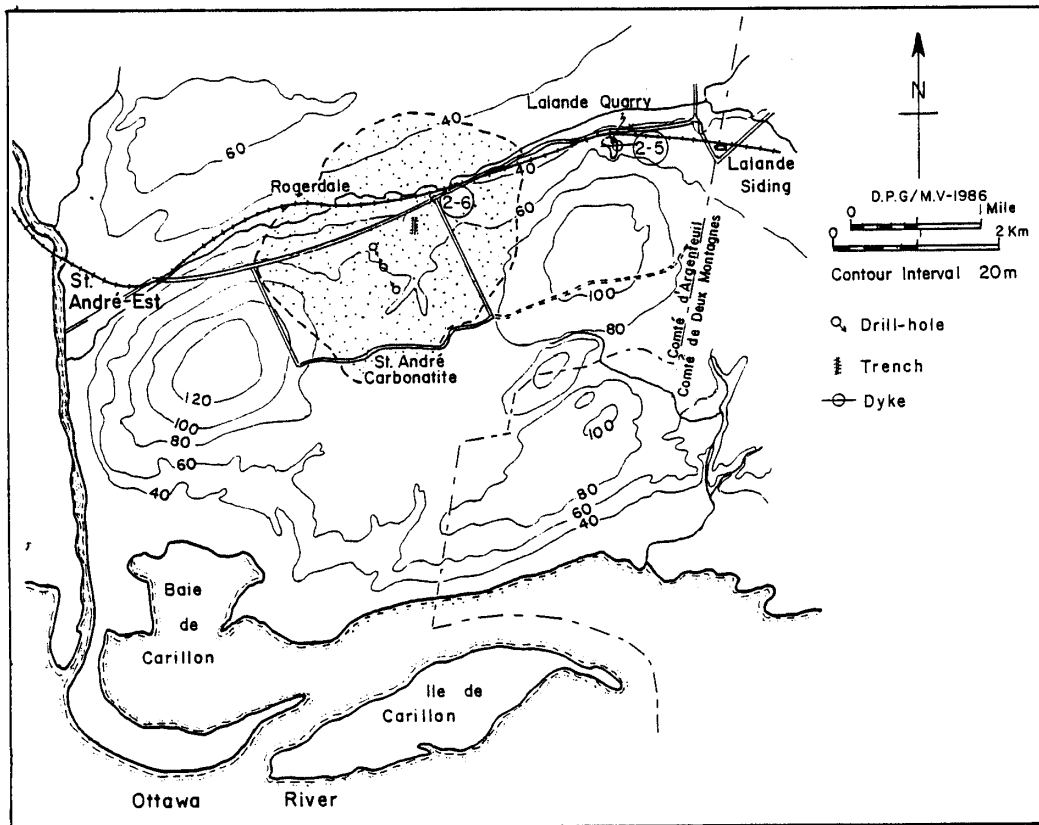 N
Lalande Quarry
40
60
40
2-5
Lalande
Siding
Rogerdale
2-6
60
D.P.G/M.V-1986
0 1 Mile
0 2 Km
Contour Interval 20m
St.
André-Est
100
80
Comté d'Argenteuil
Comté de Deux Montagnes
Drill-hole
St. André
Carbonatite
Trench
120
100
80
60
40
Dyke
100
80
60
40
Baie
de
Carillon
Ile de
Carillon
Ottawa River